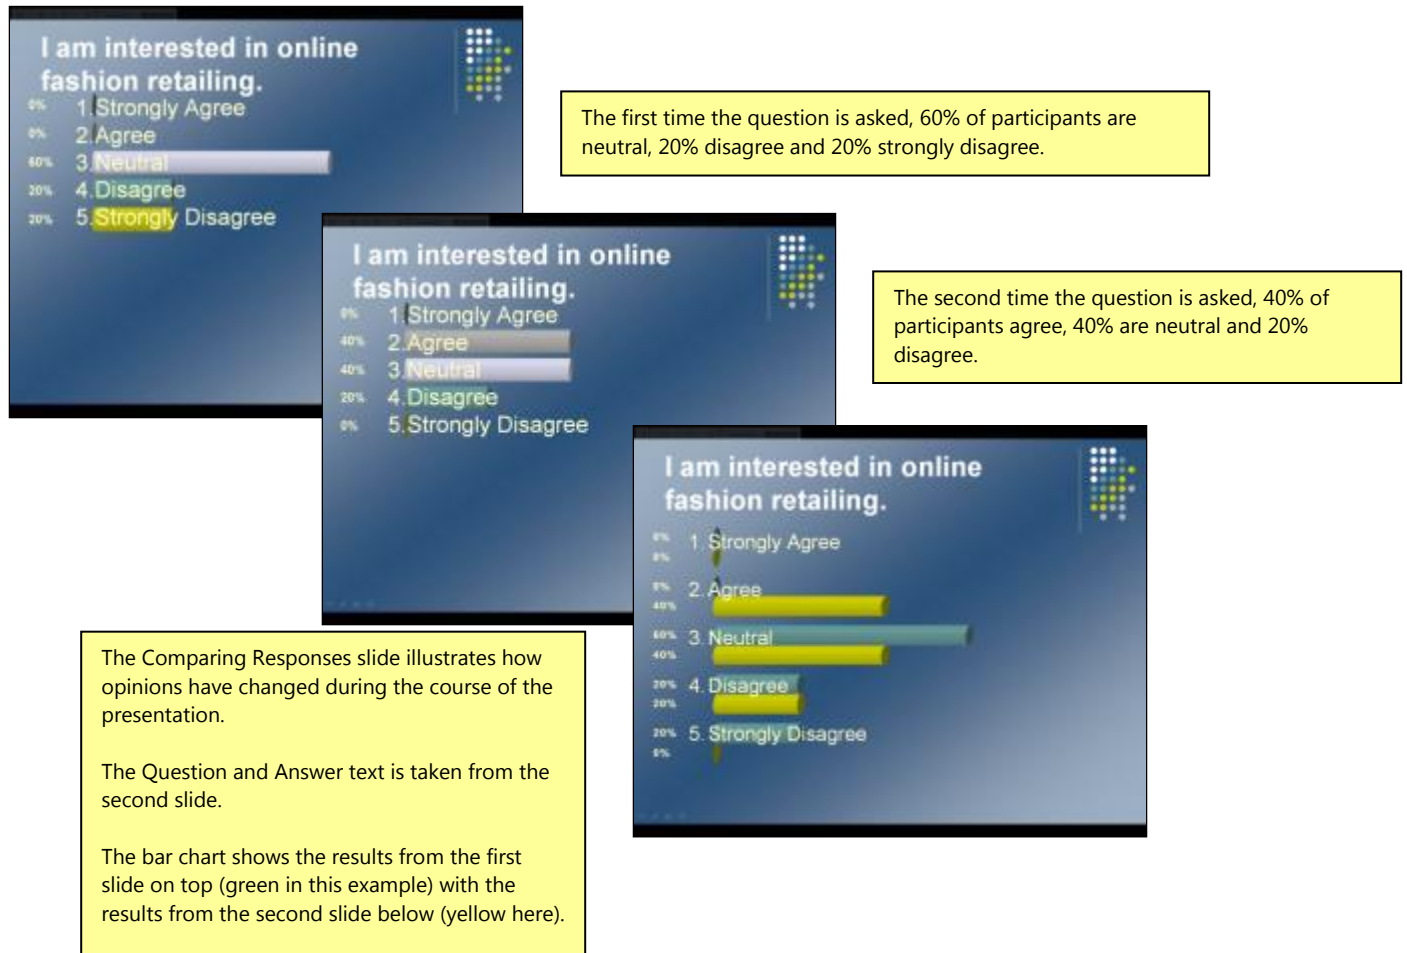 I am interested in online
fashion retailing.
0% 1. Strongly Agree
0% 2. Agree
60% 3. Neutral
20% 4. Disagree
20% 5. Strongly Disagree
The first time the question is asked, 60% of participants are
neutral, 20% disagree and 20% strongly disagree.
I am interested in online
fashion retailing.
0% 1. Strongly Agree
40% 2. Agree
40% 3. Neutral
20% 4. Disagree
0% 5. Strongly Disagree
The second time the question is asked, 40% of
participants agree, 40% are neutral and 20%
disagree.
I am interested in online
fashion retailing.
0% 1. Strongly Agree
0%
0% 2. Agree
40%
60% 3. Neutral
40%
20% 4. Disagree
20%
20% 5. Strongly Disagree
0%
The Comparing Responses slide illustrates how
opinions have changed during the course of the
presentation.
The Question and Answer text is taken from the
second slide.
The bar chart shows the results from the first
slide on top (green in this example) with the
results from the second slide below (yellow here).